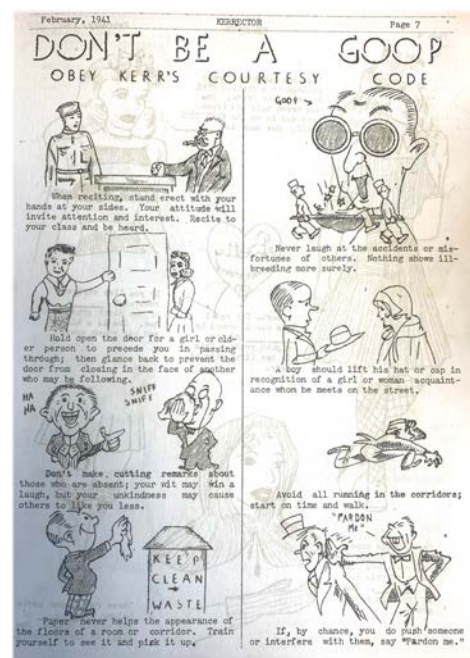 February, 1941
KERRECTOR
Page 7
DON'T BE A GOOP
OBEY KERR'S COURTESY CODE
When reciting, stand erect with your
hands at your sides. Your attitude will
invite attention and interest. Recite to
your class and be heard.
Hold open the door for a girl or old-
er person to precede you in passing
through; then glance back to prevent the
door from closing in the face of another
who may be following.
HA
HA
SNIFF
SNIFF
Don't make cutting remarks about
those who are absent; your wit may win a
laugh, but your unkindness may cause
others to like you less.
KEEP
CLEAN
WASTE
Paper never helps the appearance of
the floors of a room or corridor. Train
yourself to see it and pick it up.
GOOP
Never laugh at the accidents or mis-
fortunes of others. Nothing shows ill-
breeding more surely.
A boy should lift his hat or cap in
recognition of a girl or woman acquaint-
ance whom he meets on the street.
Avoid all running in the corridors;
start on time and walk.
"PARDON
ME"
If, by chance, you do push someone
or interfere with them, say "Pardon me."